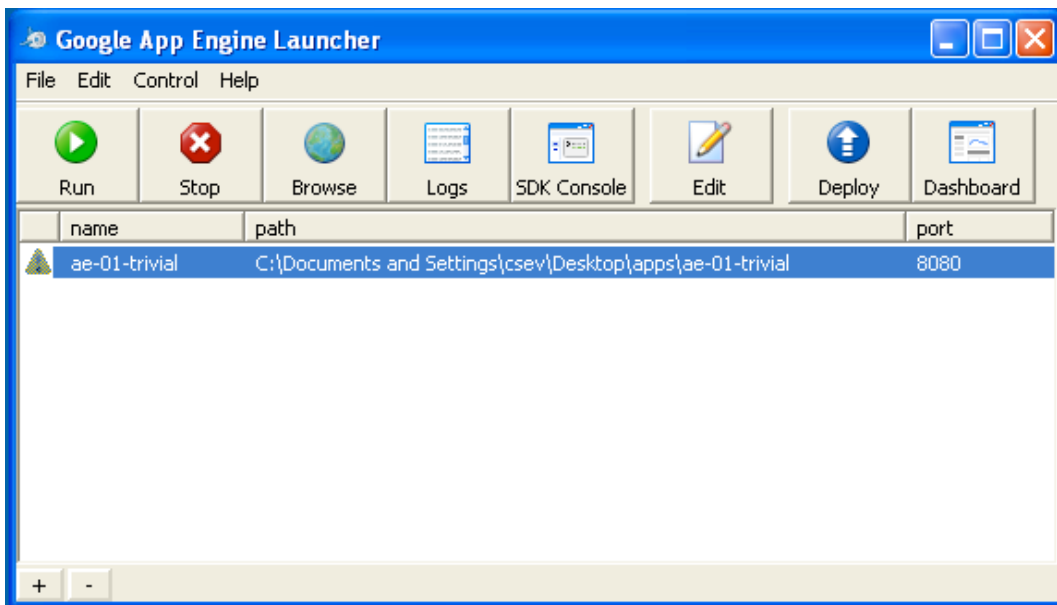 Google App Engine Launcher
File Edit Control Help
Run Stop Browse Logs SDK Console Edit Deploy Dashboard
name path port
ae-01-trivial C:\Documents and Settings\csev\Desktop\apps\ae-01-trivial 8080
+ -